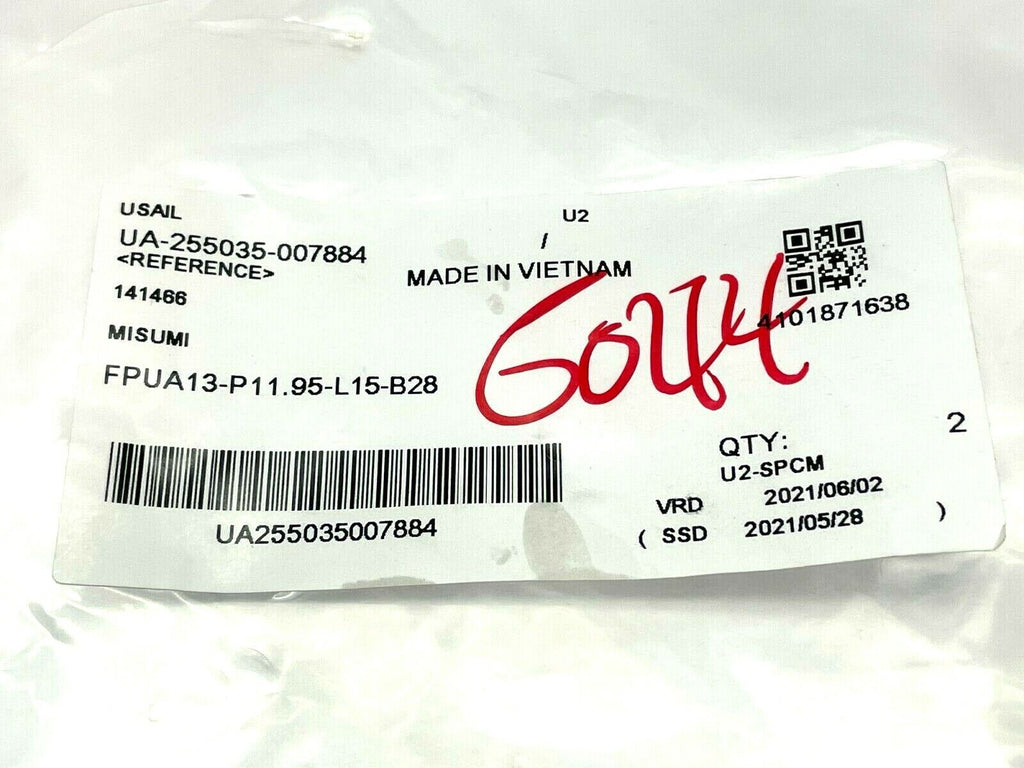 USAIL
UA-255035-007884
<REFERENCE>
141466
MISUMI
FPUA13-P11.95-L15-B28
UA255035007884
U2
/
MADE IN VIETNAM
4101871638
QTY: 2
U2-SPCM
VRD 2021/06/02
( SSD 2021/05/28 )